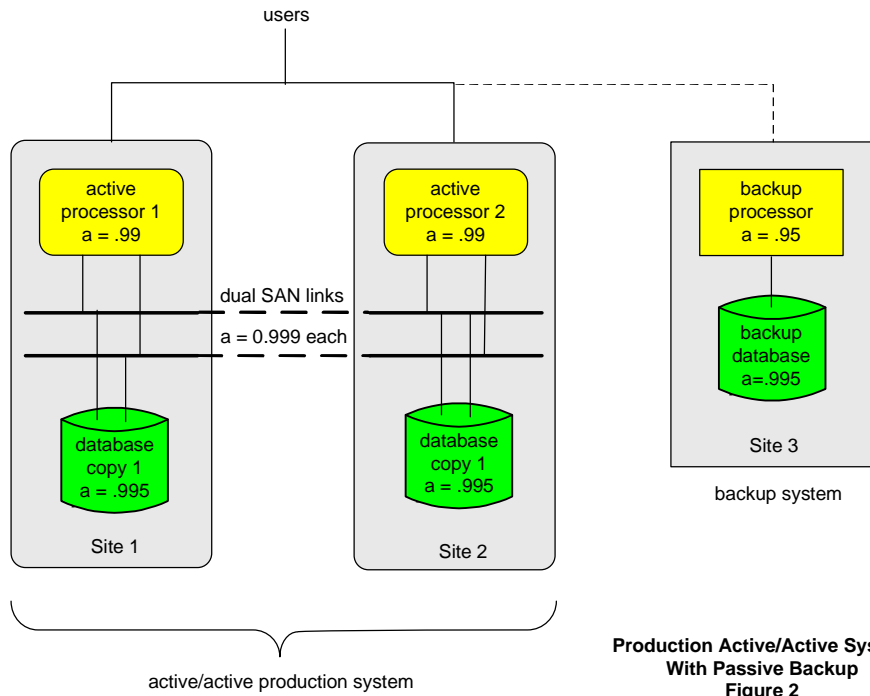 users
active
processor 1
a = .99
active
processor 2
a = .99
backup
processor
a = .95
dual SAN links
a = 0.999 each
database
copy 1
a = .995
database
copy 1
a = .995
backup
database
a=.995
Site 1
Site 2
Site 3
backup system
active/active production system
Production Active/Active Sys
With Passive Backup
Figure 2